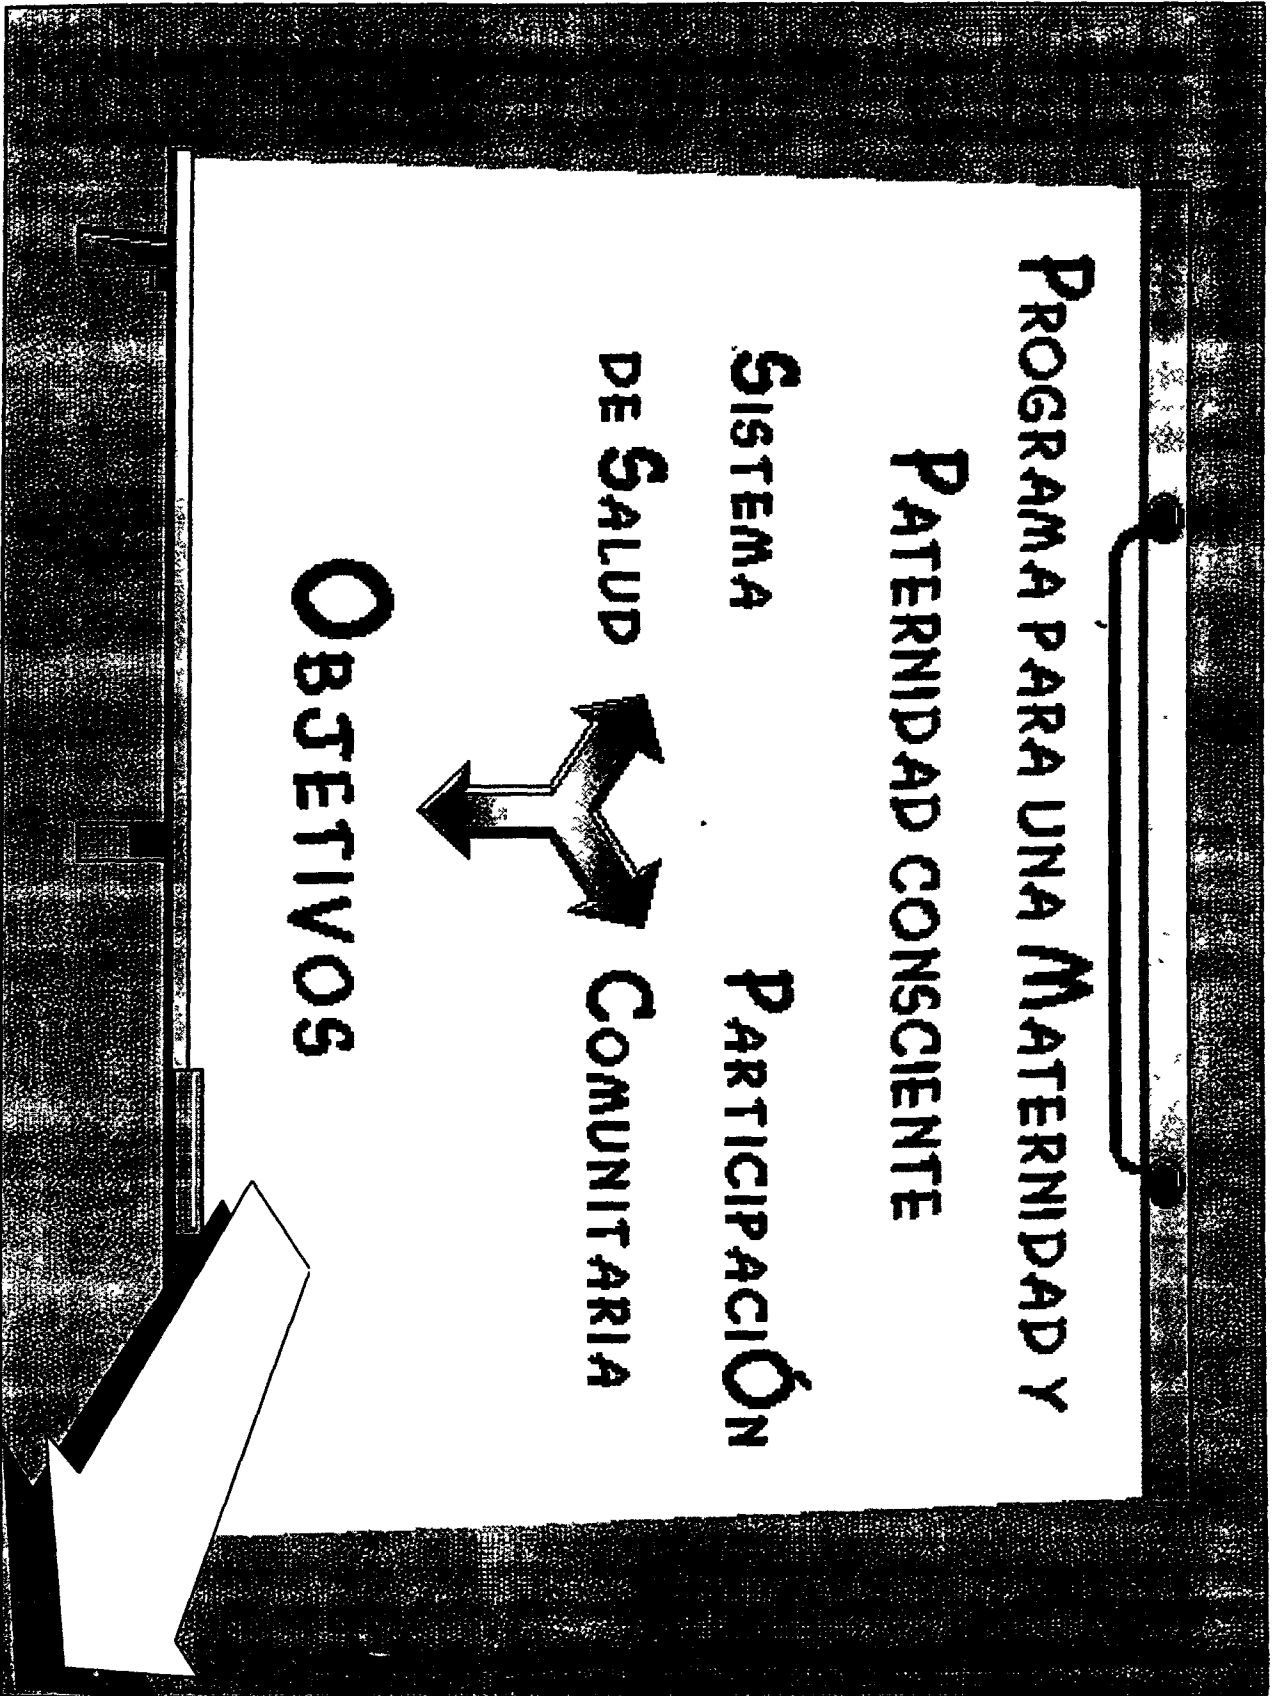 PROGRAMA PARA UNA MATERNIDAD Y
PATERNIDAD CONSCIENTE
SISTEMA
DE SALUD
PARTICIPACIÓN
COMUNITARIA
OBJETIVOS